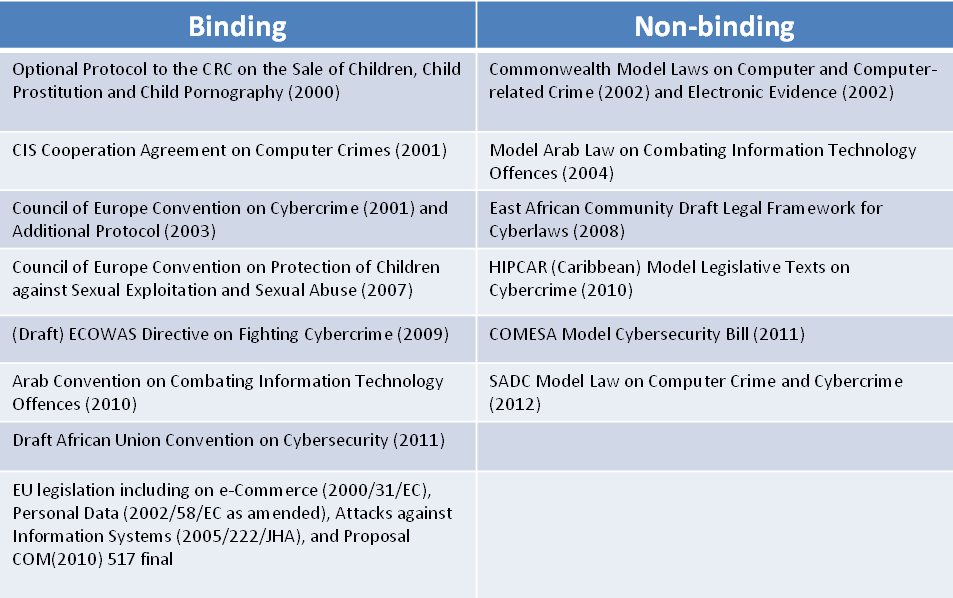 Binding
Non-binding
Optional Protocol to the CRC on the Sale of Children, Child
Prostitution and Child Pornography (2000)
Commonwealth Model Laws on Computer and Computer-
related Crime (2002) and Electronic Evidence (2002)
CIS Cooperation Agreement on Computer Crimes (2001)
Model Arab Law on Combating Information Technology
Offences (2004)
Council of Europe Convention on Cybercrime (2001) and
Additional Protocol (2003)
East African Community Draft Legal Framework for
Cyberlaws (2008)
Council of Europe Convention on Protection of Children
against Sexual Exploitation and Sexual Abuse (2007)
HIPCAR (Caribbean) Model Legislative Texts on
Cybercrime (2010)
(Draft) ECOWAS Directive on Fighting Cybercrime (2009)
COMESA Model Cybersecurity Bill (2011)
Arab Convention on Combating Information Technology
Offences (2010)
SADC Model Law on Computer Crime and Cybercrime
(2012)
Draft African Union Convention on Cybersecurity (2011)
EU legislation including on e-Commerce (2000/31/EC),
Personal Data (2002/58/EC as amended), Attacks against
Information Systems (2005/222/JHA), and Proposal
COM(2010) 517 final